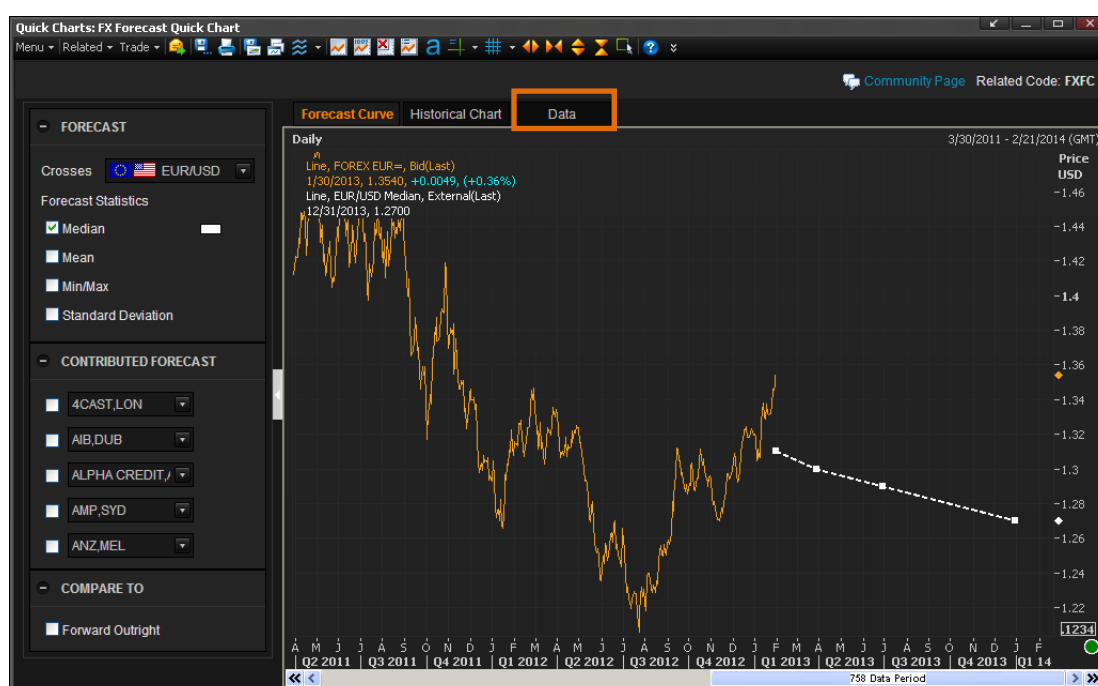 Quick Charts: FX Forecast Quick Chart
Menu Related Trade a
Community Page Related Code: FXFC
Forecast Curve Historical Chart Data
FORECAST
Crosses EUR/USD
Forecast Statistics
Median
Mean
Min/Max
Standard Deviation
CONTRIBUTED FORECAST
4CAST,LON
AIB,DUB
ALPHA CREDIT,
AMP,SYD
ANZ,MEL
COMPARE TO
Forward Outright
Daily 3/30/2011 - 2/21/2014 (GMT)
Line, FOREX EUR=, Bid(Last)
1/30/2013, 1.3540, +0.0049, (+0.36%)
Line, EUR/USD Median, External(Last)
12/31/2013, 1.2700
Price
USD
1.46
1.44
1.42
1.4
1.38
1.36
1.34
1.32
1.3
1.28
1.26
1.24
1.22
.1234
A M J J A S O N D J F M A M J J A S O N D J F M A M J J A S O N D J F
Q2 2011 Q3 2011 Q4 2011 Q1 2012 Q2 2012 Q3 2012 Q4 2012 Q1 2013 Q2 2013 Q3 2013 Q4 2013 Q1 14
758 Data Period